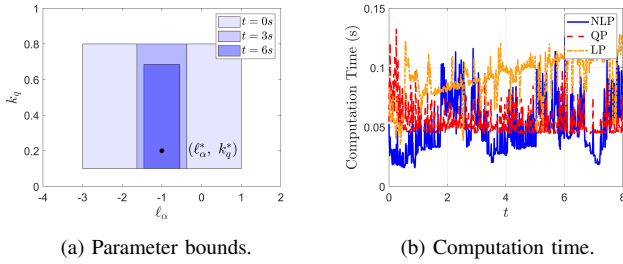 1
0.8
0.6
0.4
0.2
0
k_q
t = 0s
t = 3s
t = 6s
(ℓ*_α, k*_q)
-4 -3 -2 -1 0 1 2
ℓ_α
(a) Parameter bounds.
0.15
0.1
0.05
0
Computation Time (s)
NLP
QP
LP
0 2 4 6 8
t
(b) Computation time.